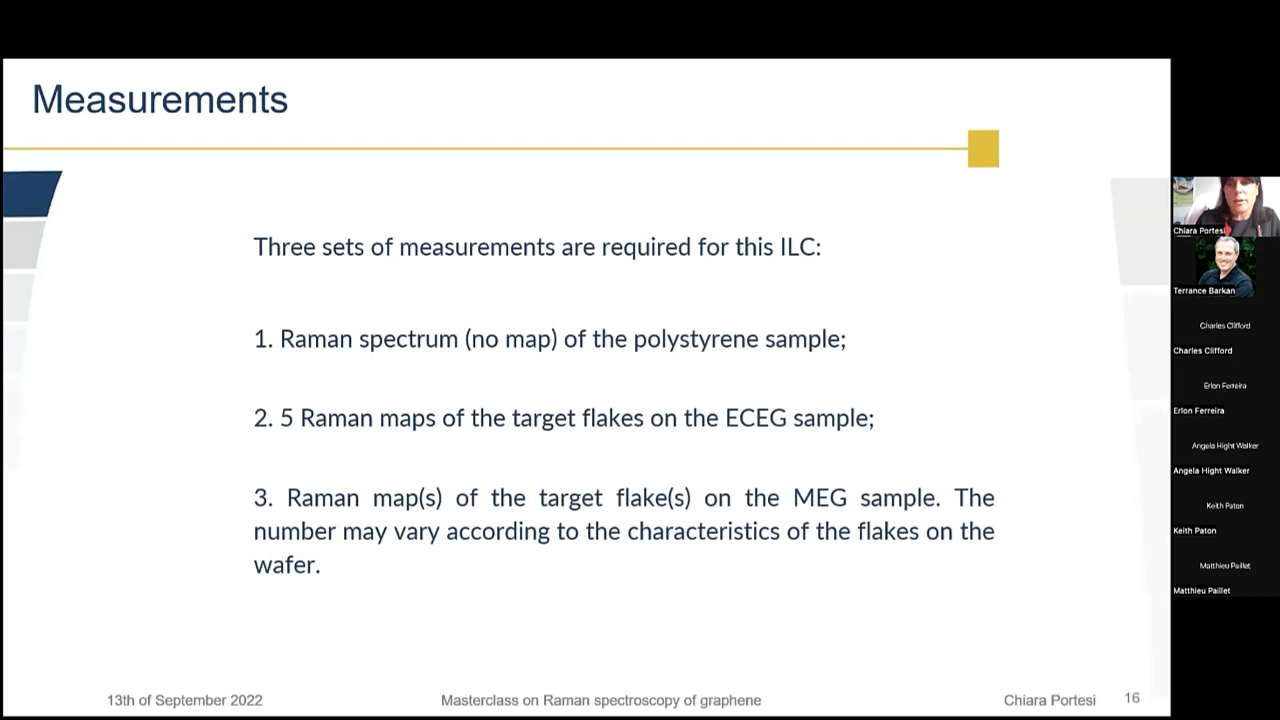 Measurements
Three sets of measurements are required for this ILC:
1. Raman spectrum (no map) of the polystyrene sample;
2. 5 Raman maps of the target flakes on the ECEG sample;
3. Raman map(s) of the target flake(s) on the MEG sample. The
number may vary according to the characteristics of the flakes on the
wafer.
13th of September 2022
Masterclass on Raman spectroscopy of graphene
Chiara Portesi
16
Chiara Portesi
Terrance Barkan
Charles Clifford
Charles Clifford
Erlon Ferreira
Erlon Ferreira
Angela Hight Walker
Angela Hight Walker
Keith Paton
Keith Paton
Matthieu Paillet
Matthieu Paillet